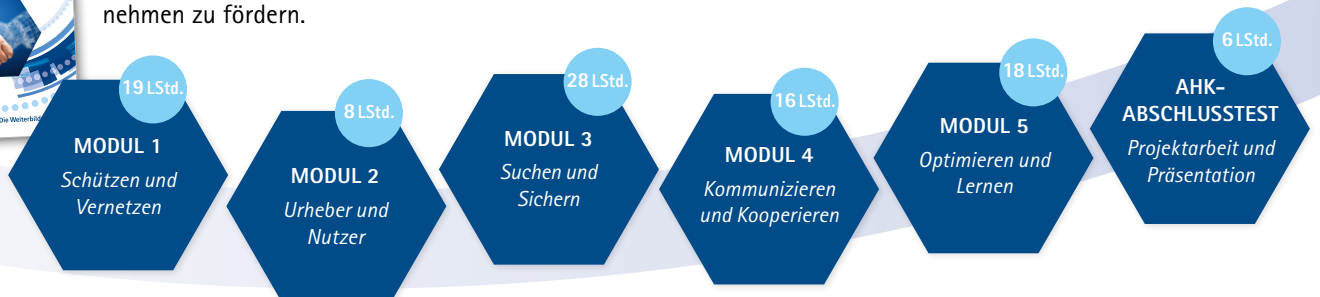 nehmen zu fördern.
Die Weiterbild
19 LStd.
MODUL 1
Schützen und
Vernetzen
8 LStd.
MODUL 2
Urheber und
Nutzer
28 LStd.
MODUL 3
Suchen und
Sichern
16 LStd.
MODUL 4
Kommunizieren
und Kooperieren
18 LStd.
MODUL 5
Optimieren und
Lernen
6 LStd.
AHK-
ABSCHLUSSTEST
Projektarbeit und
Präsentation